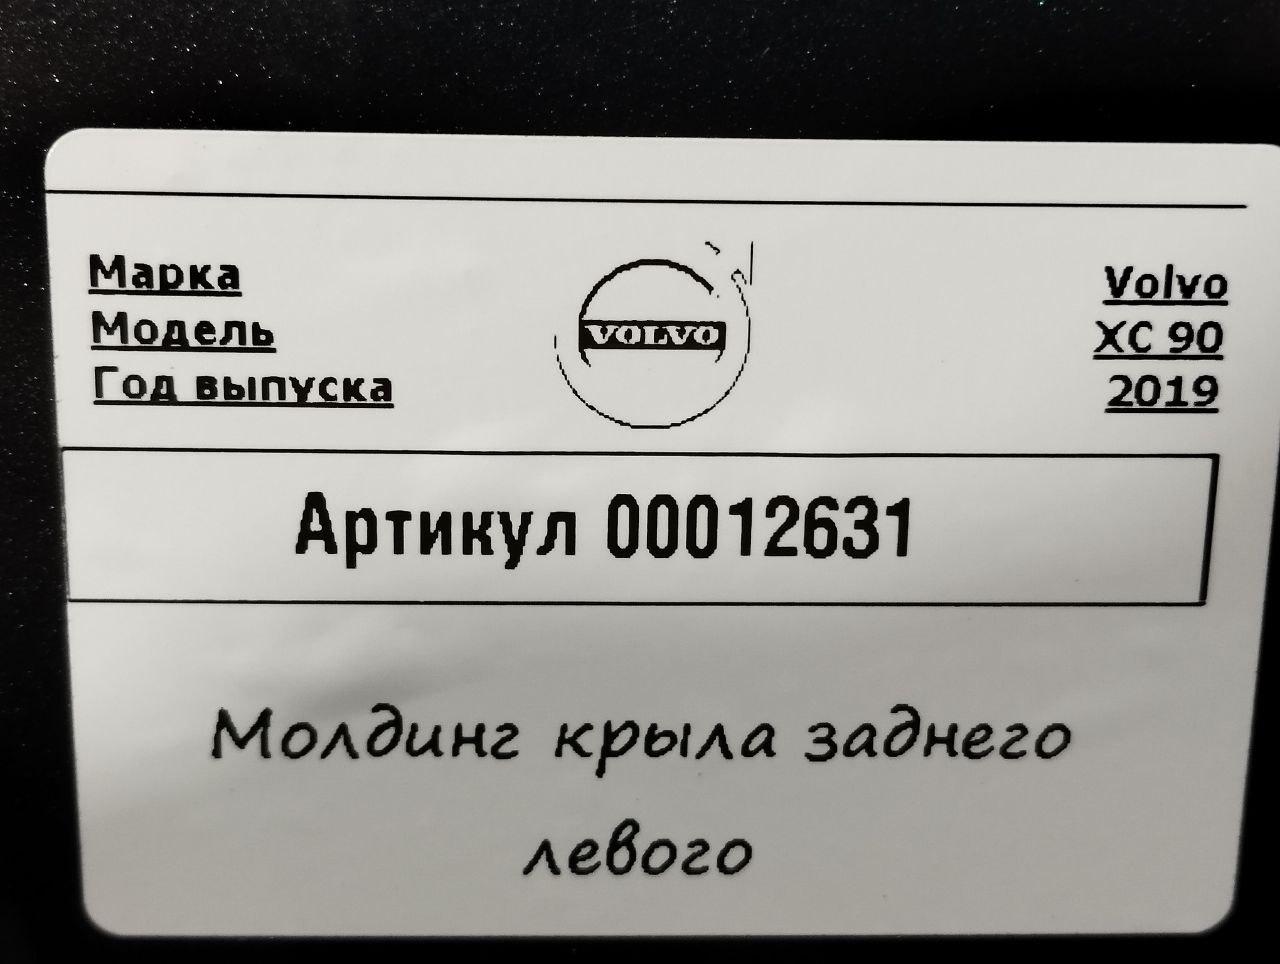 Марка Volvo
Модель XC 90
Год выпуска 2019
VOLVO
Артикул 00012631
Молдинг крыла заднего
левого